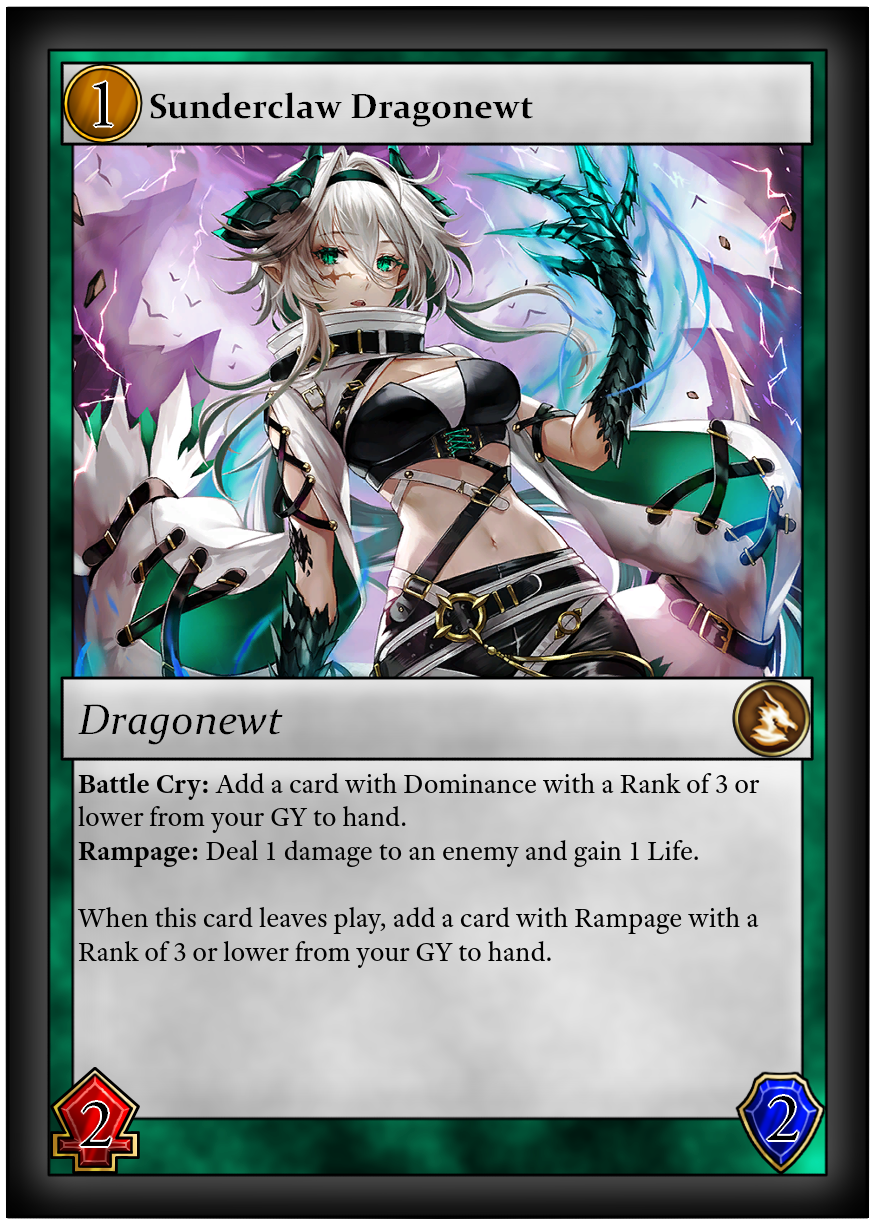 1
Sunderclaw Dragonewt
Dragonewt
Battle Cry: Add a card with Dominance with a Rank of 3 or
lower from your GY to hand.
Rampage: Deal 1 damage to an enemy and gain 1 Life.
When this card leaves play, add a card with Rampage with a
Rank of 3 or lower from your GY to hand.
2
2